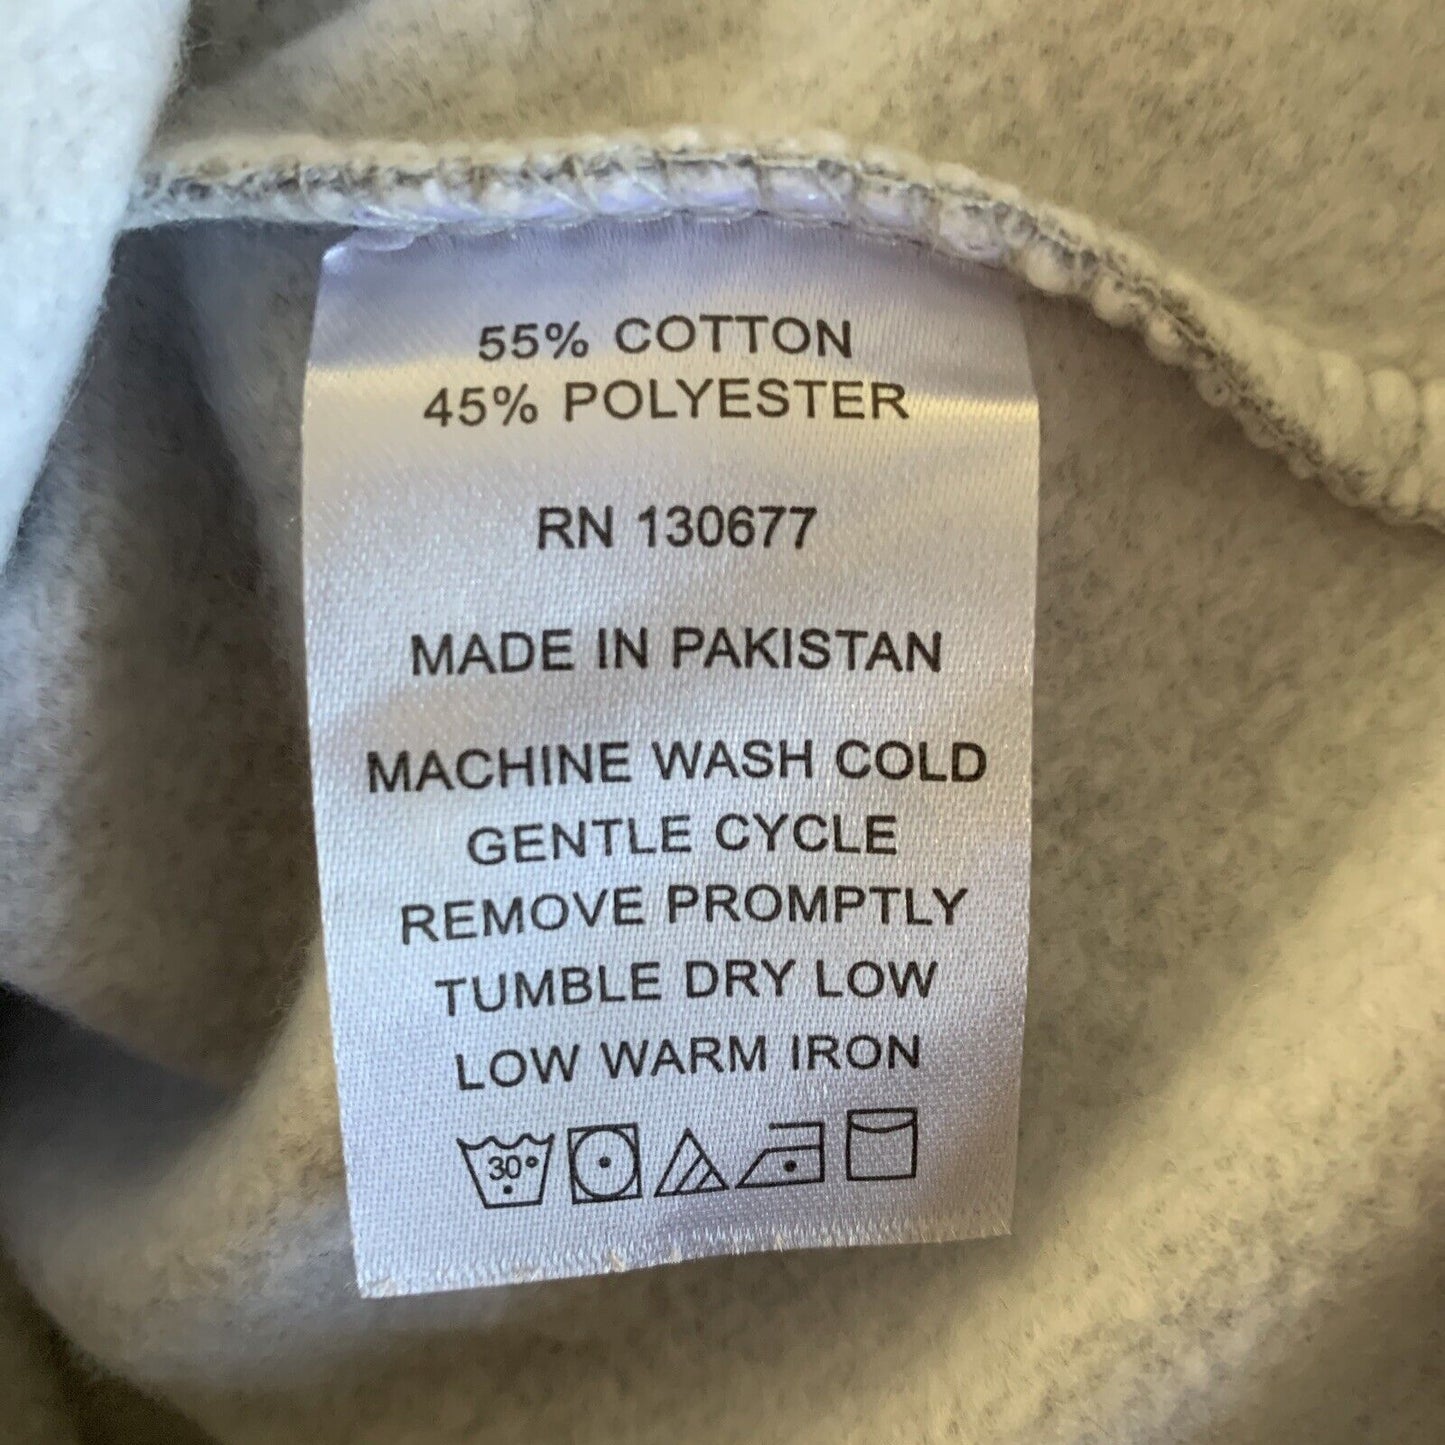 55% COTTON
45% POLYESTER
RN 130677
MADE IN PAKISTAN
MACHINE WASH COLD
GENTLE CYCLE
REMOVE PROMPTLY
TUMBLE DRY LOW
LOW WARM IRON
30°